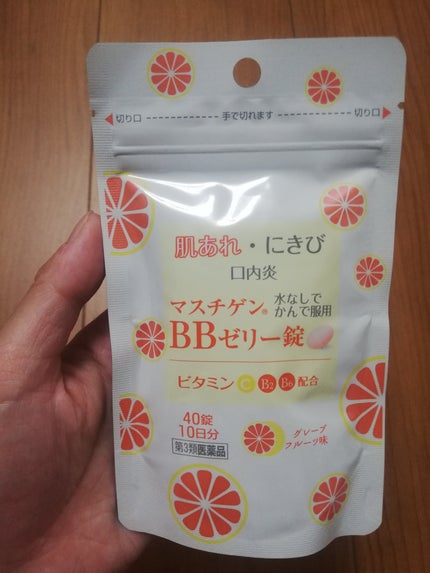 切り口 手で切れます 切り口
肌あれ・にきび
口内炎
マスチゲン® 水なしで
かんで服用
BBゼリー錠
ビタミン C B2 B6 配合
40錠
10日分
第3類医薬品
グレープ
フルーツ味